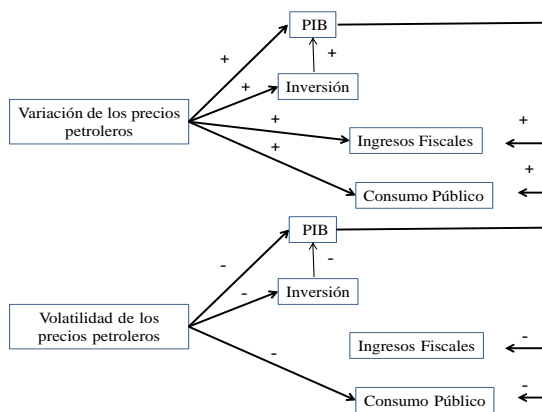 PIB
+
+
Inversión
+
Variación de los precios
petroleros
+
+
Ingresos Fiscales
+
+
Consumo Público
PIB
-
-
Inversión
-
Volatilidad de los
precios petroleros
-
Ingresos Fiscales
-
-
Consumo Público